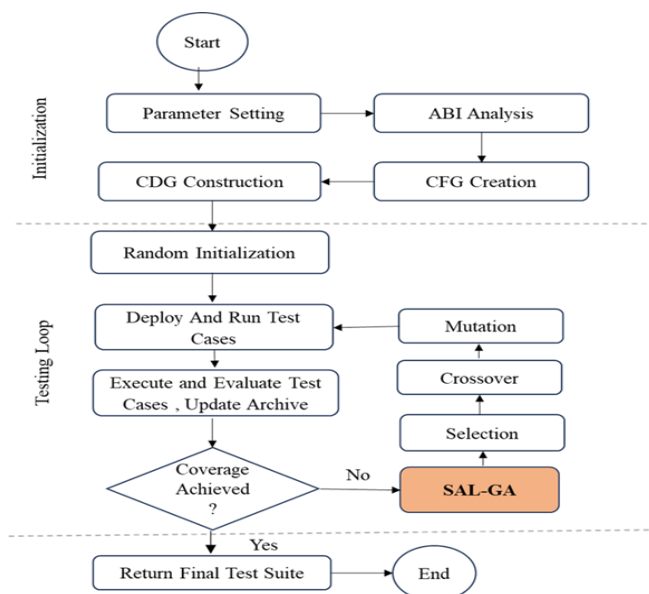 Start
Initialization
Parameter Setting
ABI Analysis
CDG Construction
CFG Creation
Random Initialization
Testing Loop
Deploy And Run Test
Cases
Mutation
Execute and Evaluate Test
Cases , Update Archive
Crossover
Selection
Coverage
Achieved
?
No
SAL-GA
Yes
Return Final Test Suite
End